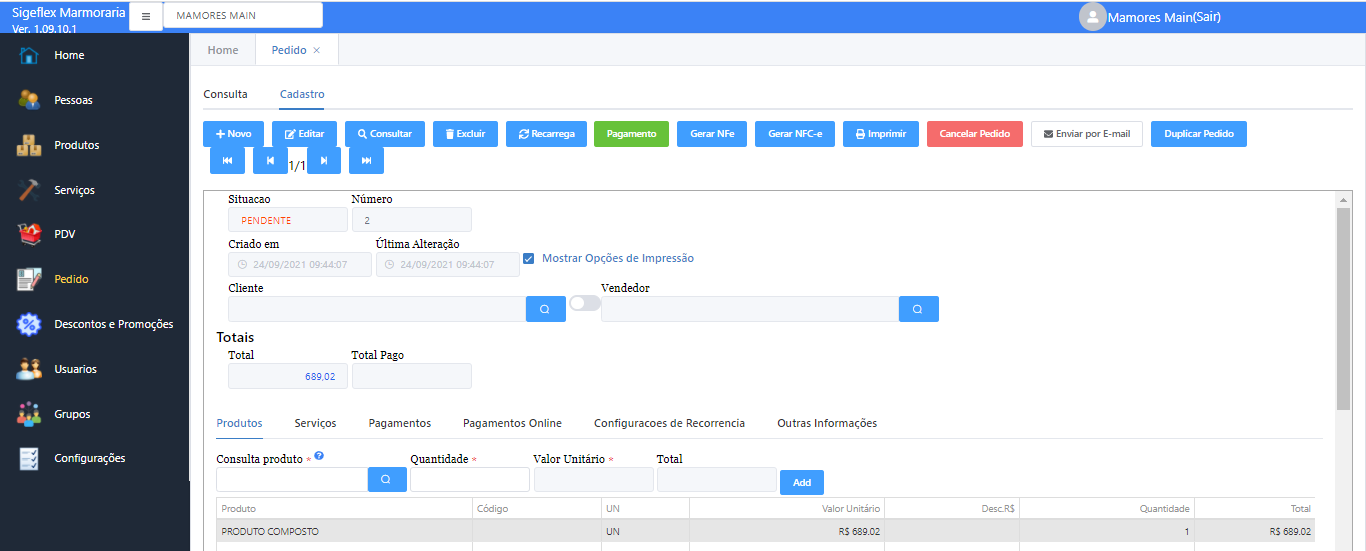 Sigeflex Marmoraria
MAMORES MAIN
Mamores Main(Sair)
Ver. 1.09.10.1
Home
Pessoas
Produtos
Serviços
PDV
Pedido
Descontos e Promoções
Usuarios
Grupos
Configurações
Home Pedido ×
Consulta Cadastro
+ Novo Editar Consultar Excluir Recarrega Pagamento Gerar NFe Gerar NFC-e Imprimir Cancelar Pedido Enviar por E-mail Duplicar Pedido
1/1
Situacao Número
PENDENTE 2
Criado em Última Alteração
24/09/2021 09:44:07 24/09/2021 09:44:07 Mostrar Opções de Impressão
Cliente Vendedor
Totais
Total Total Pago
689,02
Produtos Serviços Pagamentos Pagamentos Online Configuracoes de Recorrencia Outras Informações
Consulta produto * ? Quantidade * Valor Unitário * Total
Add
Produto Código UN Valor Unitário Desc.R$ Quantidade Total
PRODUTO COMPOSTO UN R$ 689.02 1 R$ 689.02